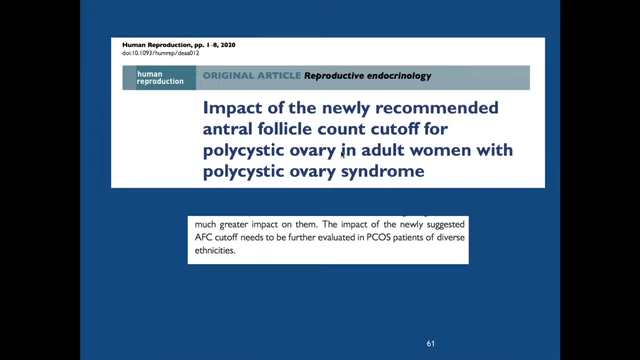 Human Reproduction, pp. 1–8, 2020
doi:10.1093/humrep/deaa012
human
reproduction
ORIGINAL ARTICLE Reproductive endocrinology
Impact of the newly recommended
antral follicle count cutoff for
polycystic ovary in adult women with
polycystic ovary syndrome
much greater impact on them. The impact of the newly suggested
AFC cutoff needs to be further evaluated in PCOS patients of diverse
ethnicities.
61